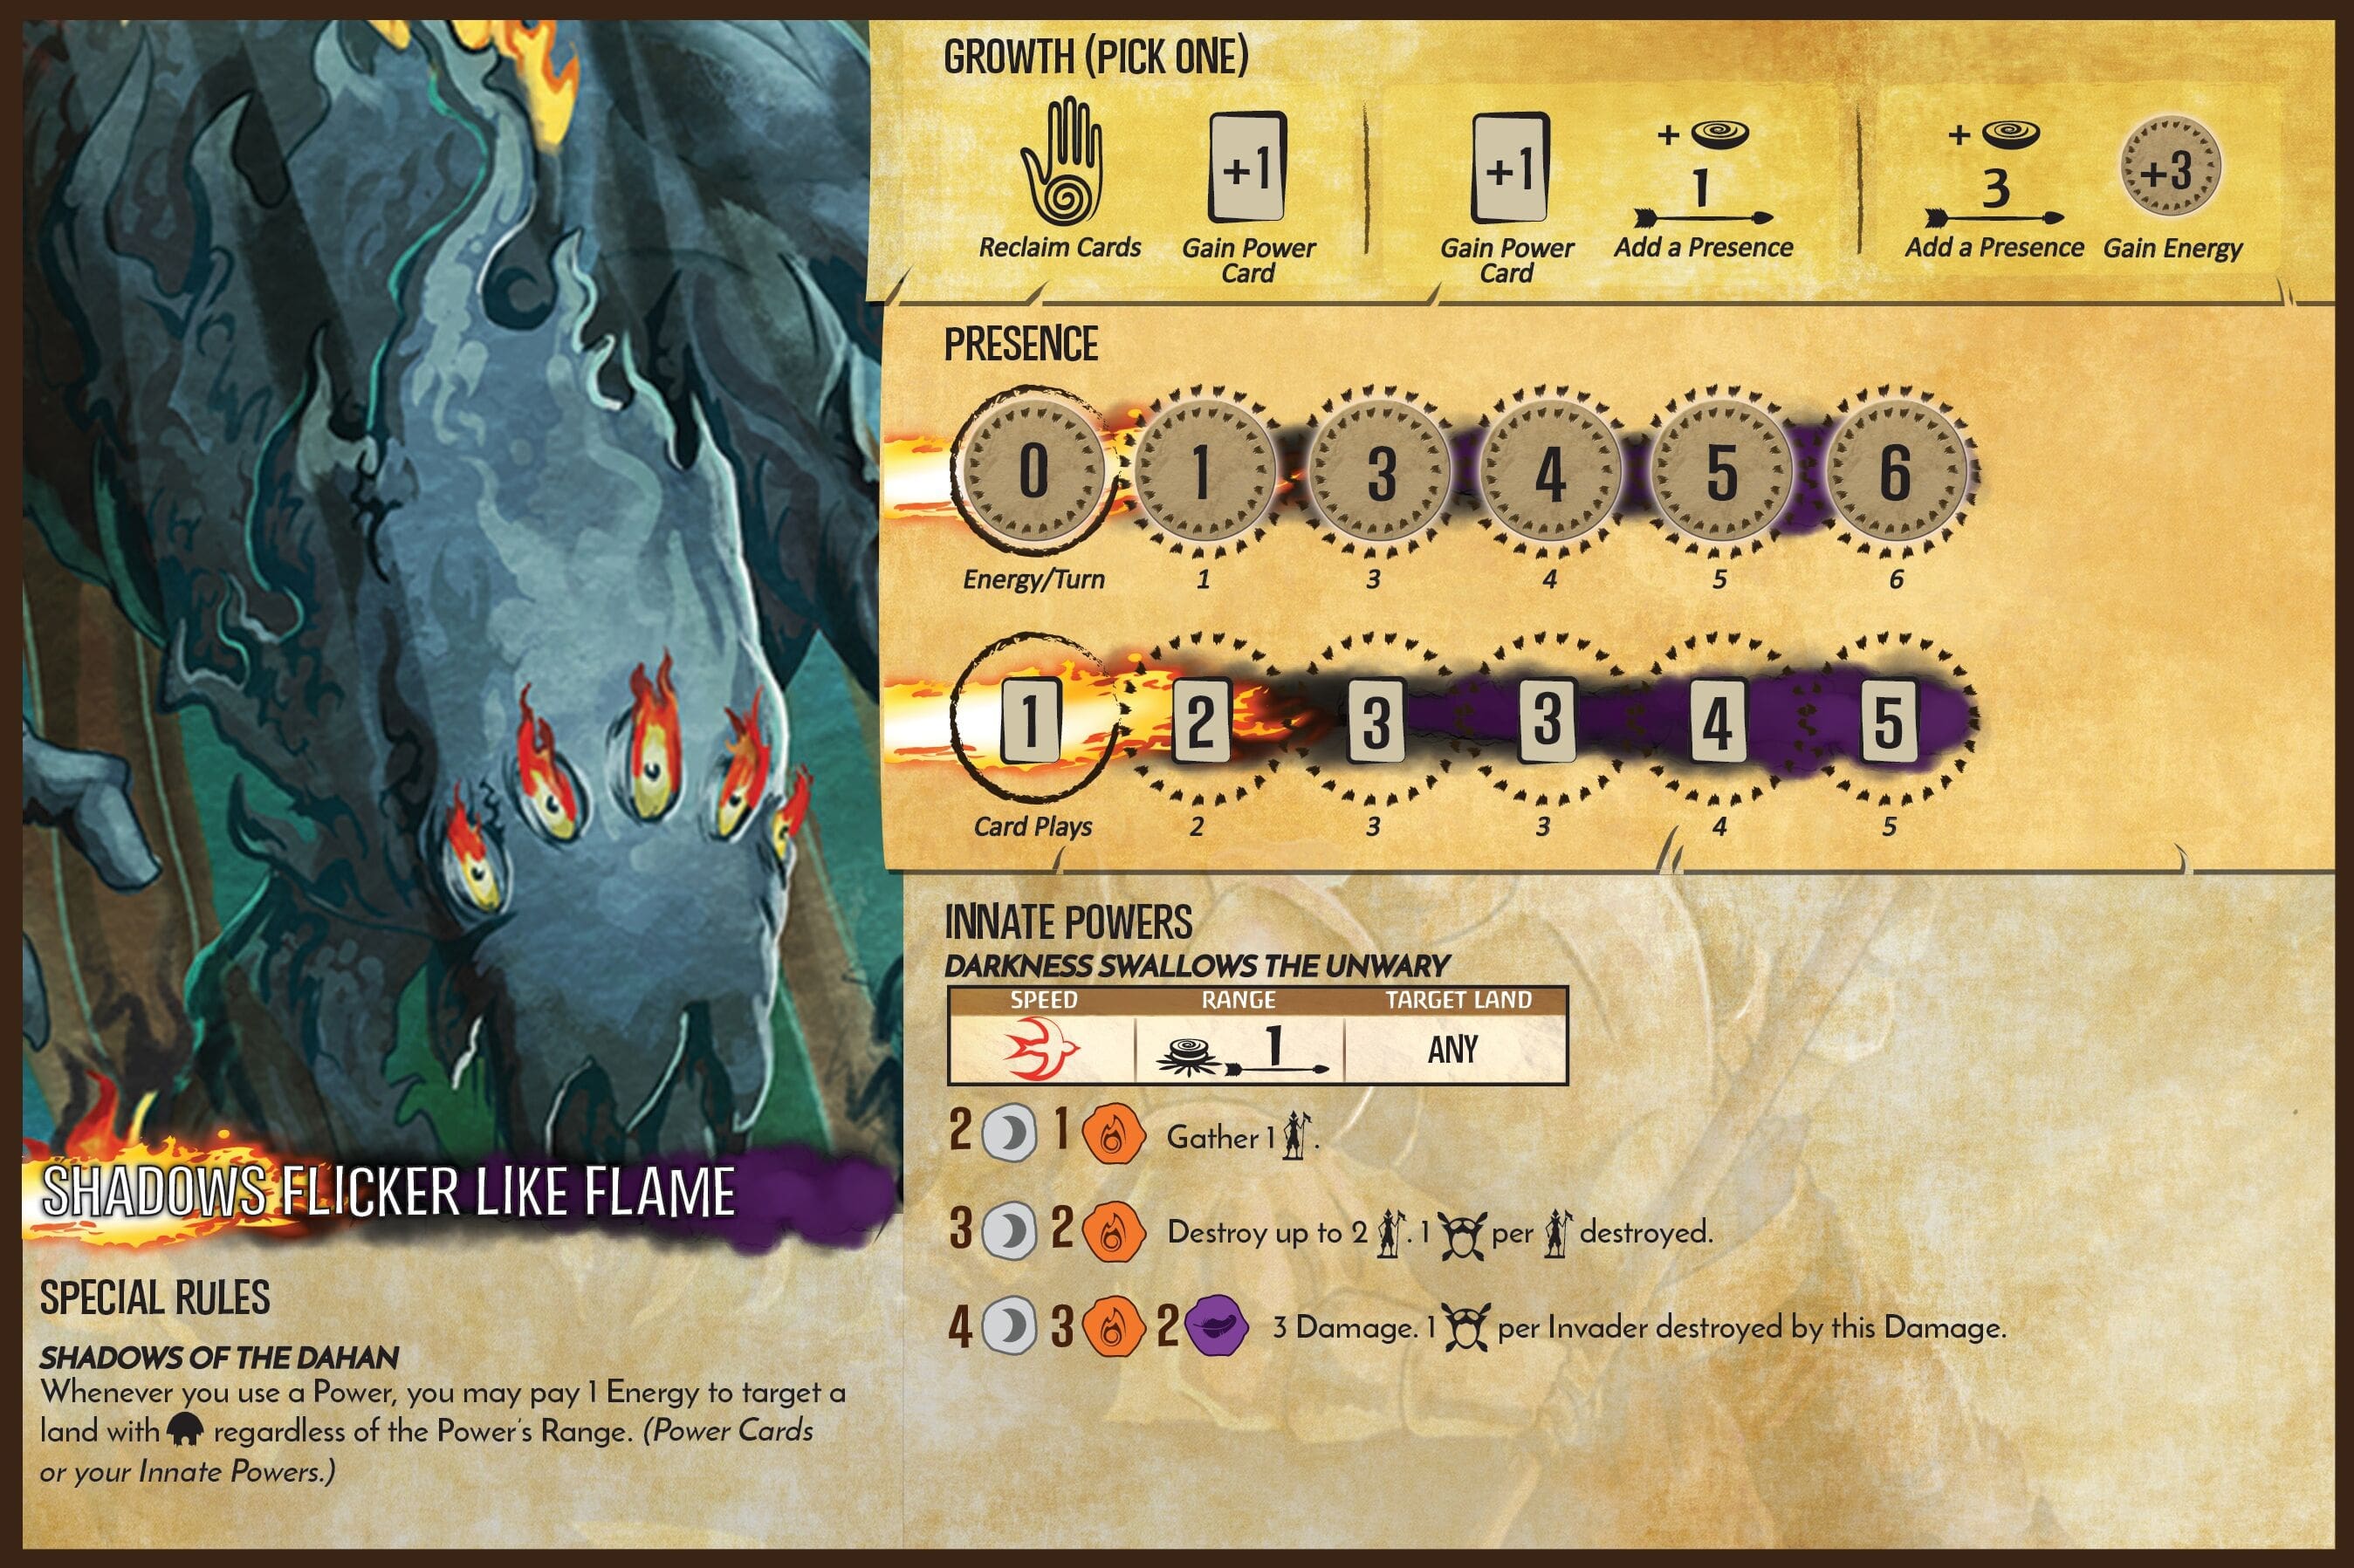 GROWTH (PICK ONE)
+1 +1 + 1 + 3 +3
Reclaim Cards Gain Power Card Gain Power Card Add a Presence Add a Presence Gain Energy
PRESENCE
0 1 3 4 5 6
Energy/Turn 1 3 4 5 6
1 2 3 3 4 5
Card Plays 2 3 3 4 5
INNATE POWERS
DARKNESS SWALLOWS THE UNWARY
SPEED RANGE TARGET LAND
1 ANY
2 1 Gather 1 .
3 2 Destroy up to 2 . 1 per destroyed.
4 3 2 3 Damage. 1 per Invader destroyed by this Damage.
SHADOWS FLICKER LIKE FLAME
SPECIAL RULES
SHADOWS OF THE DAHAN
Whenever you use a Power, you may pay 1 Energy to target a
land with regardless of the Power's Range. (Power Cards
or your Innate Powers.)